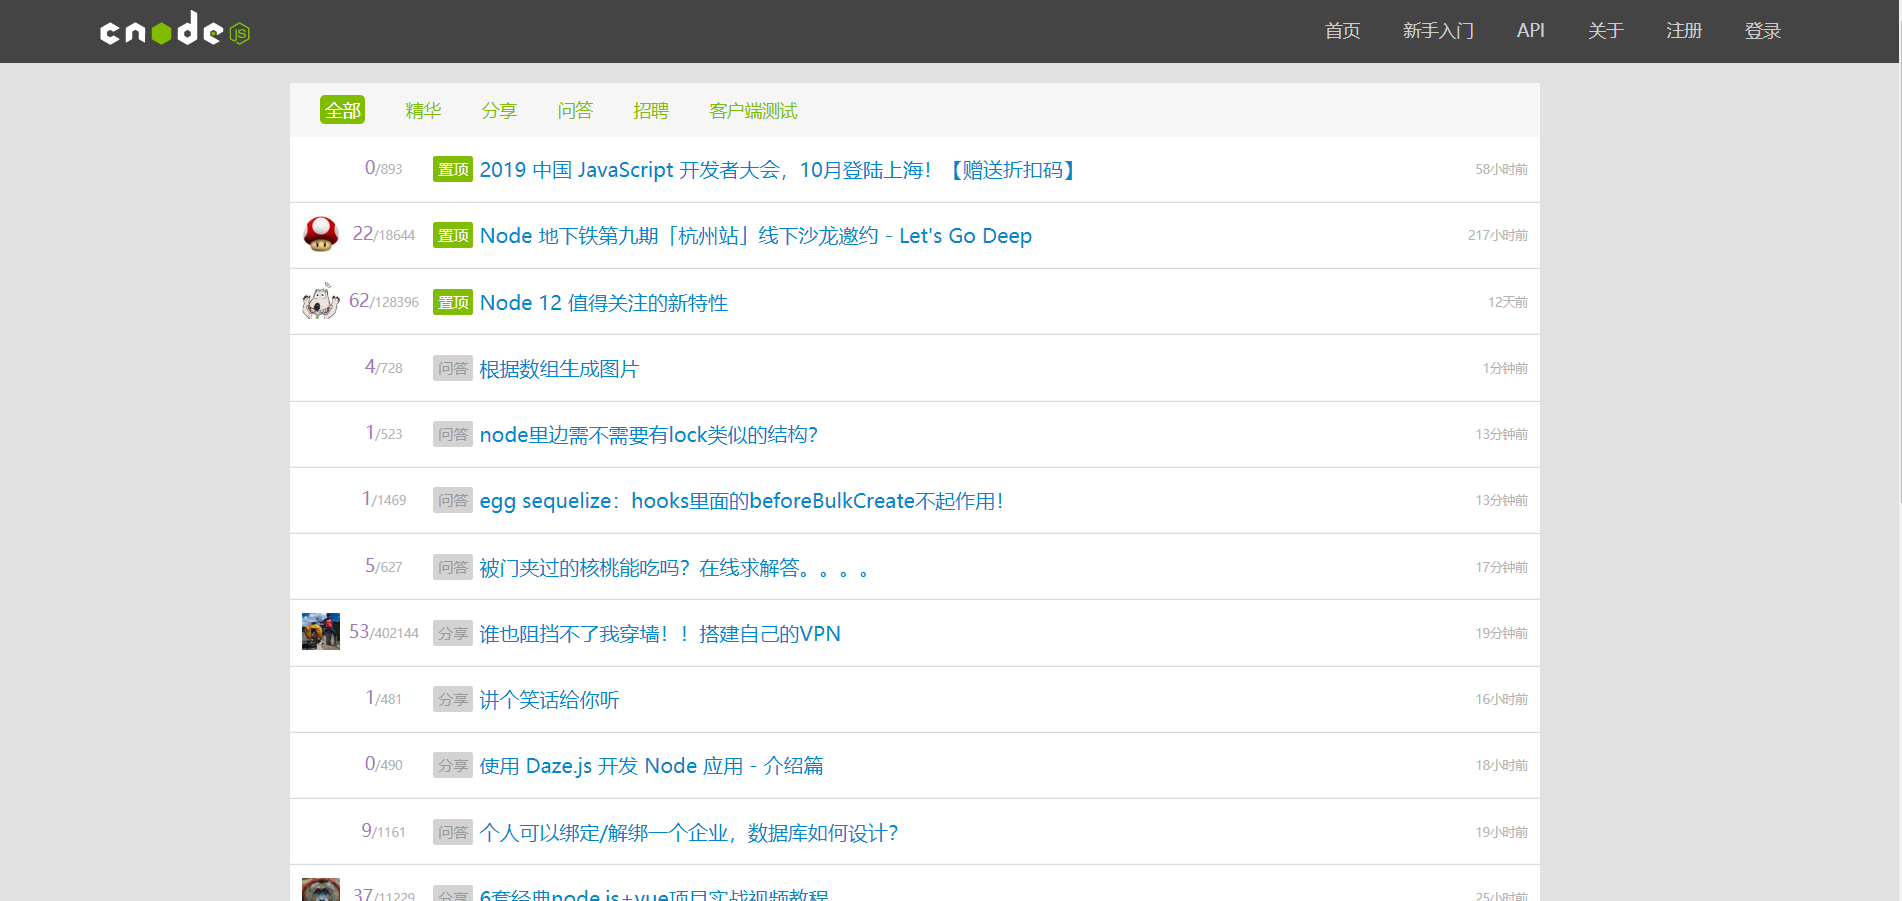 cnode JS 首页 新手入门 API 关于 注册 登录
全部 精华 分享 问答 招聘 客户端测试
0/893 置顶 2019 中国 JavaScript 开发者大会，10月登陆上海！【赠送折扣码】 58小时前
22/18644 置顶 Node 地下铁第九期「杭州站」线下沙龙邀约 - Let's Go Deep 217小时前
62/128396 置顶 Node 12 值得关注的新特性 12天前
4/728 问答 根据数组生成图片 1分钟前
1/523 问答 node里边需不需要有lock类似的结构？ 13分钟前
1/1469 问答 egg sequelize：hooks里面的beforeBulkCreate不起作用！ 13分钟前
5/627 问答 被门夹过的核桃能吃吗？在线求解答。。。。 17分钟前
53/402144 分享 谁也阻挡不了我穿墙！！搭建自己的VPN 19分钟前
1/481 分享 讲个笑话给你听 16小时前
0/490 分享 使用 Daze.js 开发 Node 应用 - 介绍篇 18小时前
9/1161 问答 个人可以绑定/解绑一个企业，数据库如何设计？ 19小时前
37/11229 分享 6套经典node.js+vue项目实战视频教程 25小时前